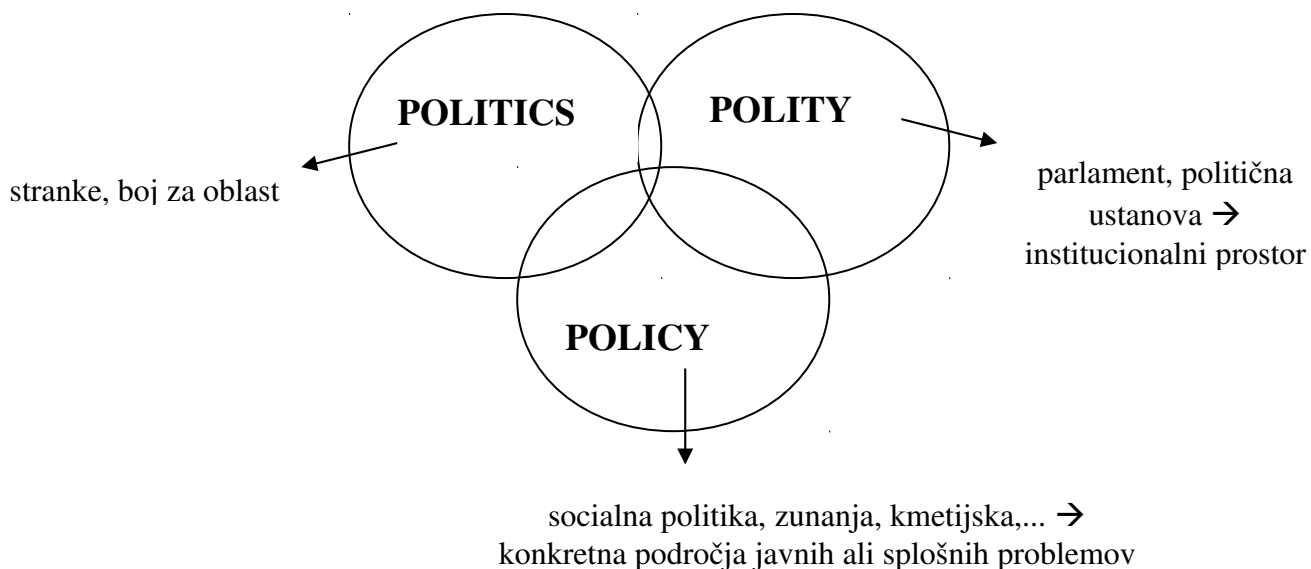 POLITICS
POLITY
stranke, boj za oblast
parlament, politična
ustanova →
institucionalni prostor
POLICY
socialna politika, zunanja, kmetijska,... →
konkretna področja javnih ali splošnih problemov